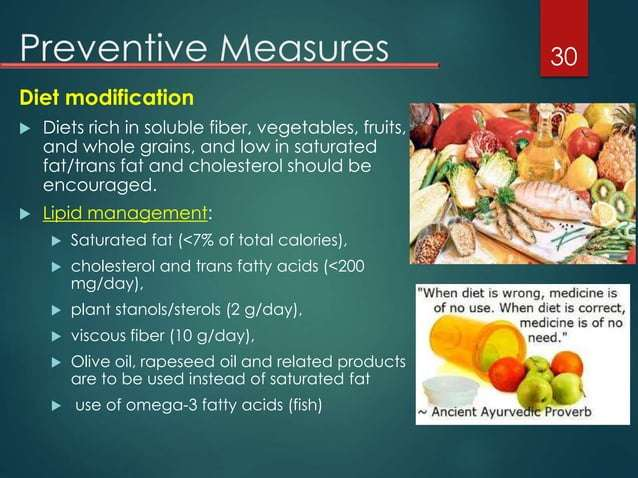 Preventive Measures
30
Diet modification
Diets rich in soluble fiber, vegetables, fruits,
and whole grains, and low in saturated
fat/trans fat and cholesterol should be
encouraged.
Lipid management:
Saturated fat (<7% of total calories),
cholesterol and trans fatty acids (<200
mg/day),
plant stanols/sterols (2 g/day),
viscous fiber (10 g/day),
Olive oil, rapeseed oil and related products
are to be used instead of saturated fat
use of omega-3 fatty acids (fish)
"When diet is wrong, medicine is
of no use. When diet is correct,
medicine is of no
need."
~ Ancient Ayurvedic Proverb